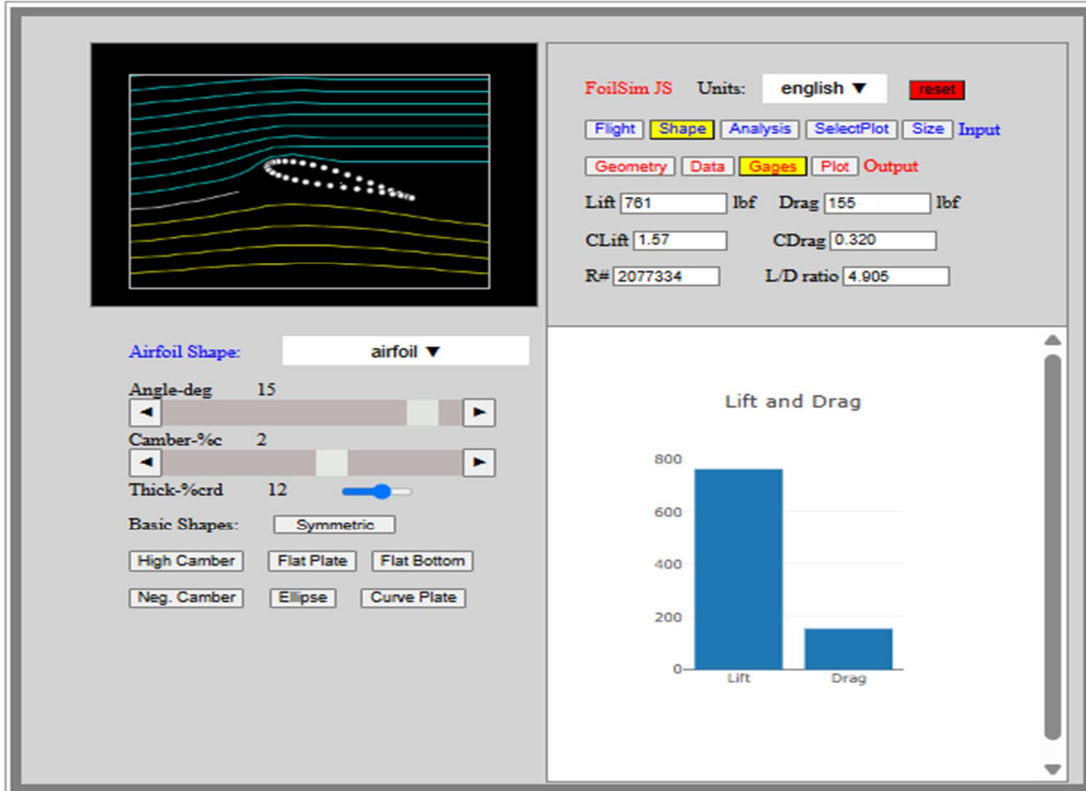 FoilSim JS Units: english ▼ reset
Flight Shape Analysis SelectPlot Size Input
Geometry Data Gages Plot Output
Lift 761 lbf Drag 155 lbf
CLift 1.57 CDrag 0.320
R# 2077334 L/D ratio 4.905
Airfoil Shape: airfoil ▼
Angle-deg 15
◄ ►
Camber-%c 2
◄ ►
Thick-%crd 12
Basic Shapes: Symmetric
High Camber Flat Plate Flat Bottom
Neg. Camber Ellipse Curve Plate
Lift and Drag
800
600
400
200
0
Lift Drag